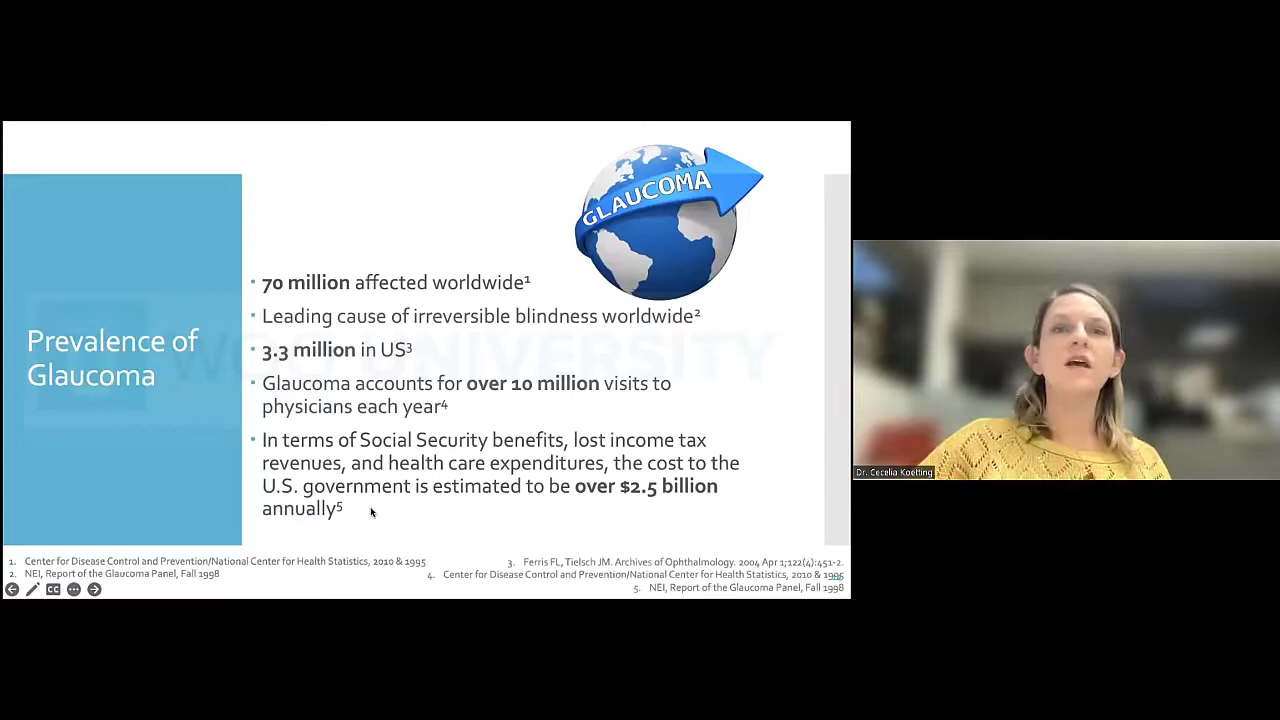 GLAUCOMA
Prevalence of
Glaucoma
• 70 million affected worldwide¹
• Leading cause of irreversible blindness worldwide²
• 3.3 million in US³
• Glaucoma accounts for over 10 million visits to
physicians each year⁴
• In terms of Social Security benefits, lost income tax
revenues, and health care expenditures, the cost to the
U.S. government is estimated to be over $2.5 billion
annually⁵
1. Center for Disease Control and Prevention/National Center for Health Statistics, 2010 & 1995
2. NEI, Report of the Glaucoma Panel, Fall 1998
3. Ferris FL, Tielsch JM. Archives of Ophthalmology. 2004 Apr 1;122(4):451-2.
4. Center for Disease Control and Prevention/National Center for Health Statistics, 2010 & 1995
5. NEI, Report of the Glaucoma Panel, Fall 1998
CC
Dr. Cecelia Koetting